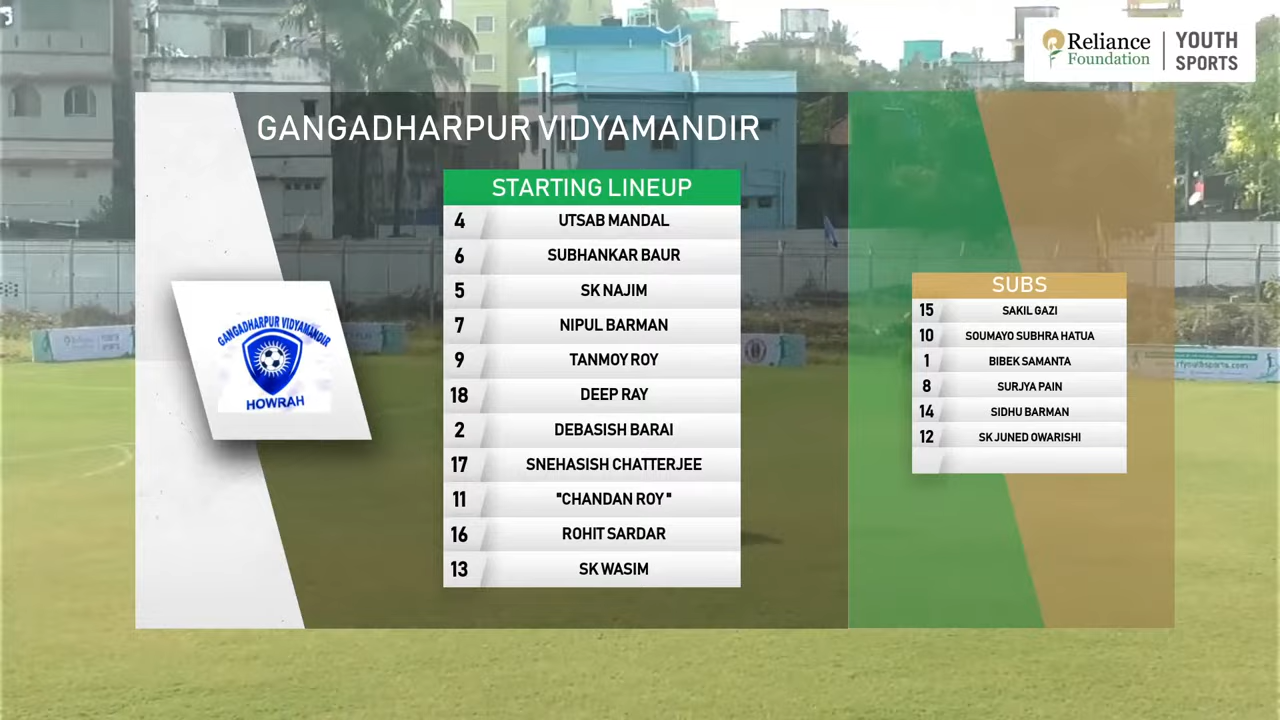 Reliance
Foundation
YOUTH
SPORTS
GANGADHARPUR VIDYAMANDIR
STARTING LINEUP
4 UTSAB MANDAL
6 SUBHANKAR BAUR
5 SK NAJIM
7 NIPUL BARMAN
9 TANMOY ROY
18 DEEP RAY
2 DEBASISH BARAI
17 SNEHASISH CHATTERJEE
11 "CHANDAN ROY "
16 ROHIT SARDAR
13 SK WASIM
GANGADHARPUR VIDYAMANDIR
HOWRAH
SUBS
15 SAKIL GAZI
10 SOUMAYO SUBHRA HATUA
1 BIBEK SAMANTA
8 SURJYA PAIN
14 SIDHU BARMAN
12 SK JUNED OWARISHI